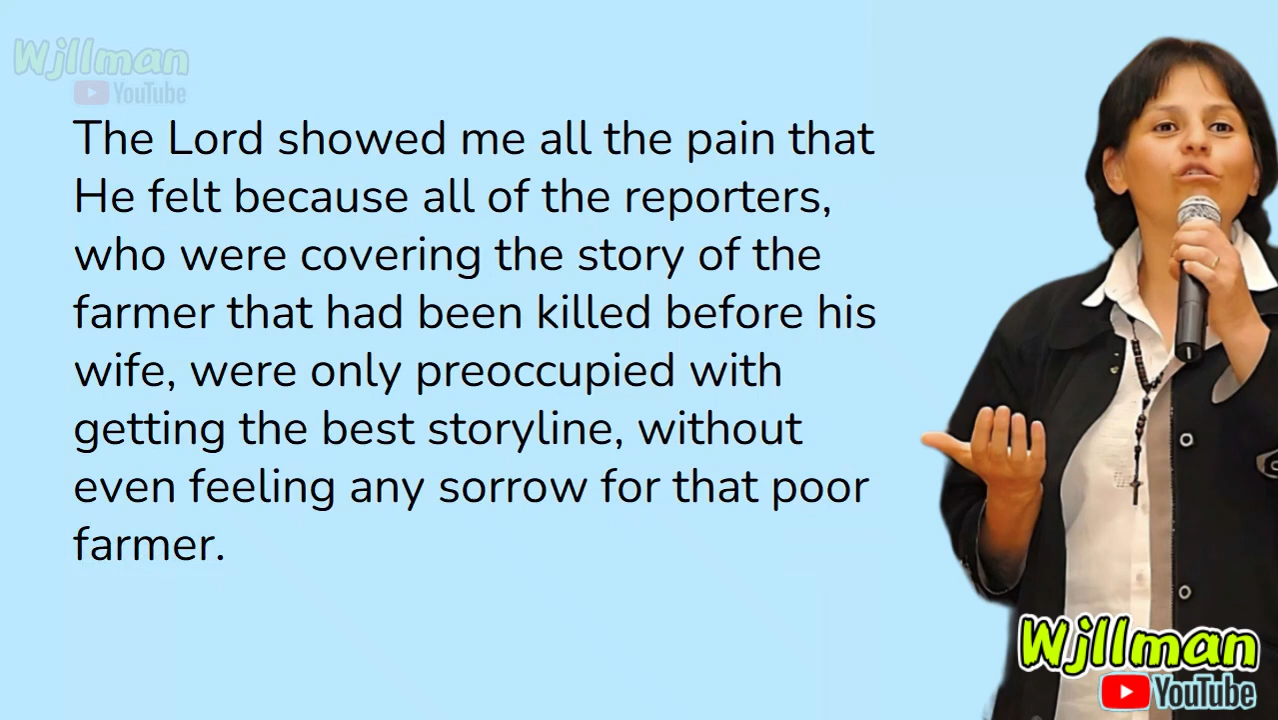 Wjllman
YouTube
The Lord showed me all the pain that
He felt because all of the reporters,
who were covering the story of the
farmer that had been killed before his
wife, were only preoccupied with
getting the best storyline, without
even feeling any sorrow for that poor
farmer.
Wjllman
YouTube